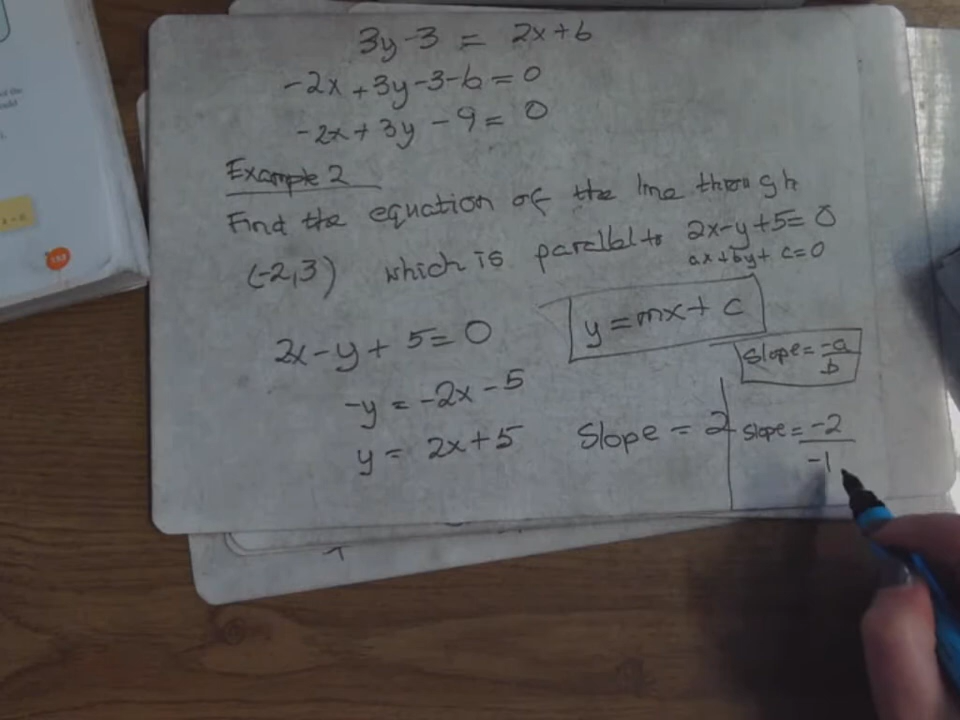 3y-3 = 2x+6
-2x+3y-3-6=0
-2x+3y-9=0
Example 2
Find the equation of the line through
(-2,3) which is parallel to 2x-y+5=0
ax+by+c=0
y=mx+c
2x-y+5=0
Slope=-a/b
-y=-2x-5
y=2x+5
Slope=2
Slope=-2/-1